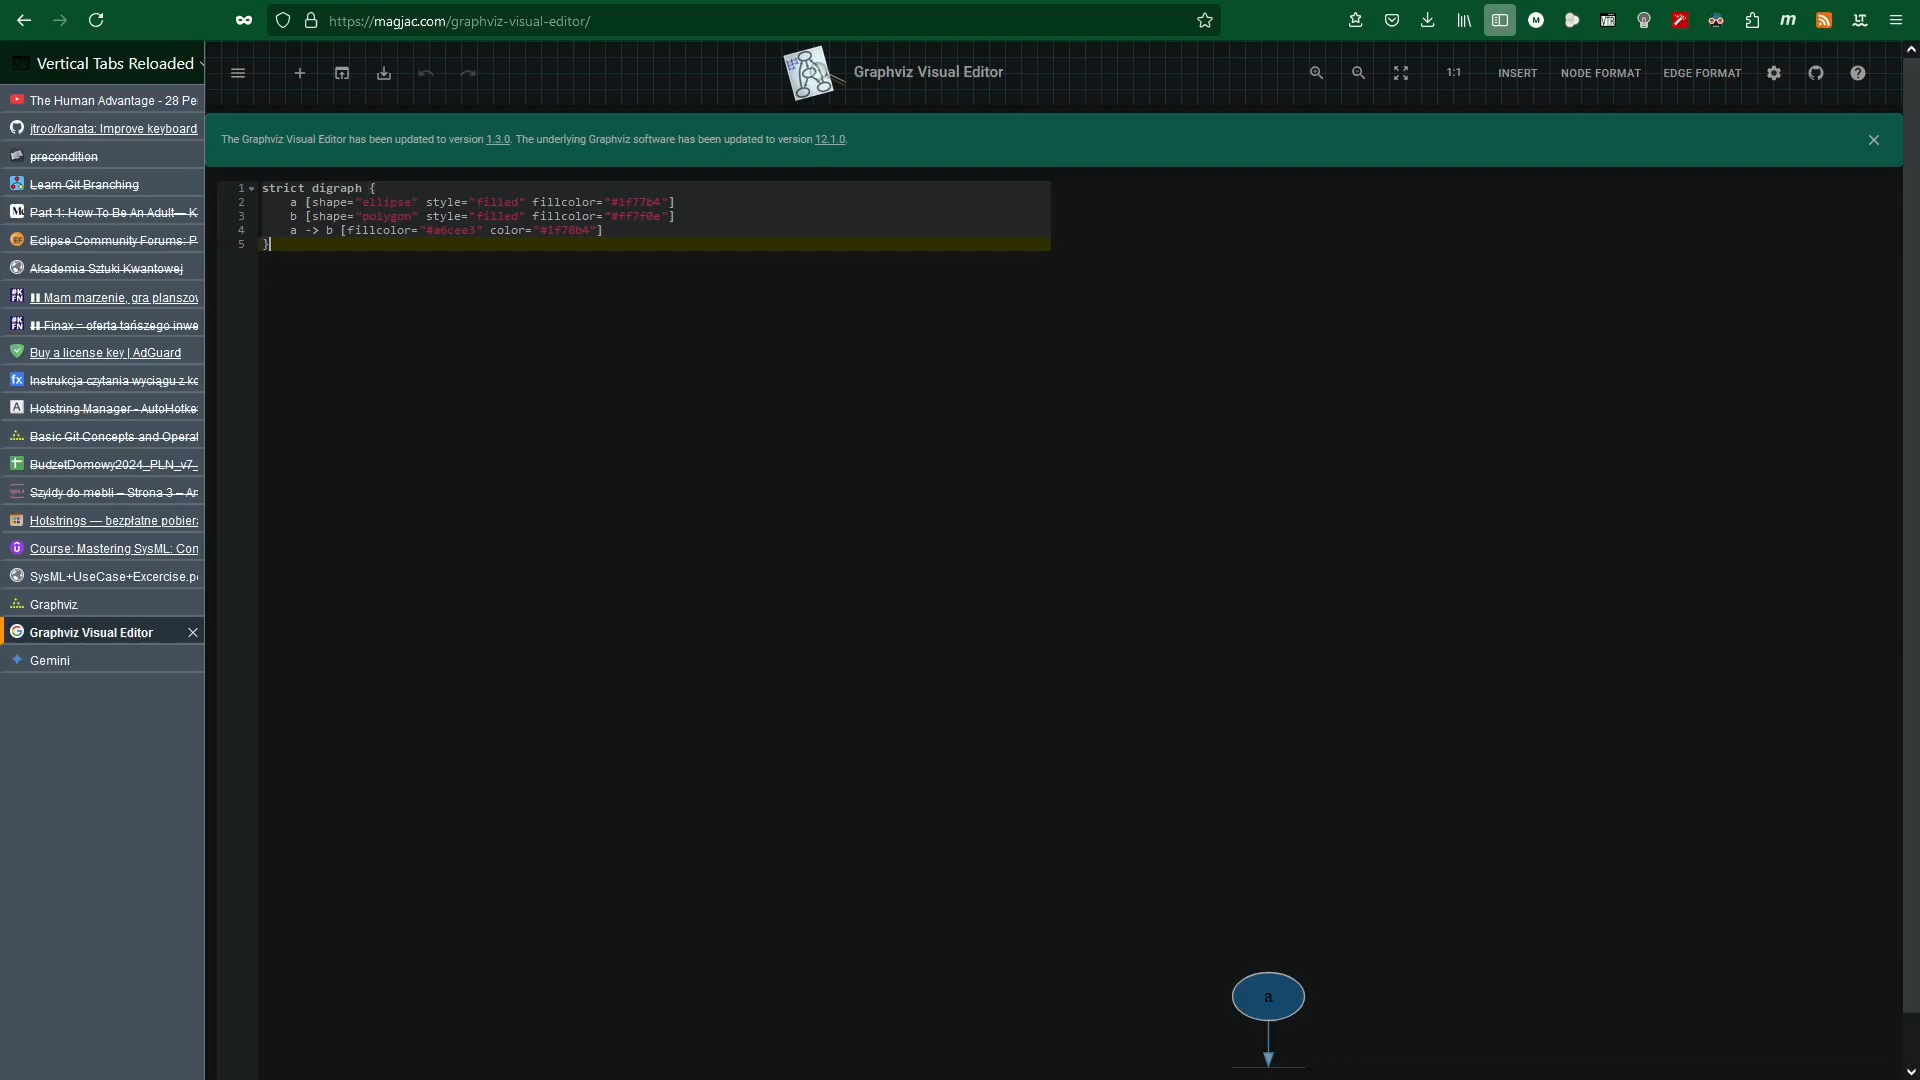 https://magjac.com/graphviz-visual-editor/
Vertical Tabs Reloaded
The Human Advantage - 28 Pe
jtroo/kanata: Improve keyboard
precondition
Learn Git Branching
Part 1: How To Be An Adult— K
Eclipse Community Forums: P
Akademia Sztuki Kwantowej
Mam marzenie, gra planszow
Finax = oferta tańszego inwe
Buy a license key | AdGuard
Instrukcja czytania wyciągu z ko
Hotstring Manager - AutoHotke
Basic Git Concepts and Operat
BudzetDomowy2024_PLN_v7_
Szyldy do mebli – Strona 3 – Ar
Hotstrings — bezpłatne pobiera
Course: Mastering SysML: Con
SysML+UseCase+Excercise.p
Graphviz
Graphviz Visual Editor
Gemini
Graphviz Visual Editor
1:1
INSERT
NODE FORMAT
EDGE FORMAT
The Graphviz Visual Editor has been updated to version 1.3.0. The underlying Graphviz software has been updated to version 12.1.0.
1 strict digraph {
2 a [shape="ellipse" style="filled" fillcolor="#1f77b4"]
3 b [shape="polygon" style="filled" fillcolor="#ff7f0e"]
4 a -> b [fillcolor="#a6cee3" color="#1f78b4"]
5 }
a